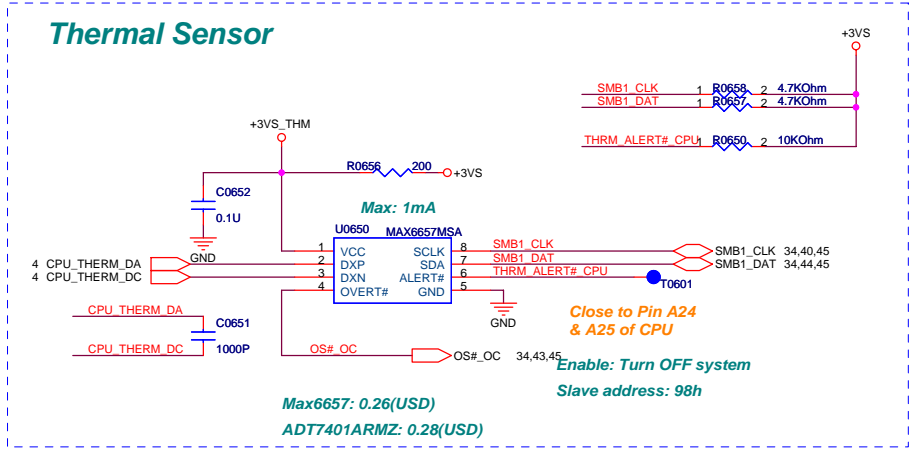 Thermal Sensor
+3VS
SMB1_CLK 1 R0658 2 4.7KOhm
SMB1_DAT 1 R0657 2 4.7KOhm
THRM_ALERT#_CPU 1 R0650 2 10KOhm
+3VS_THM
R0656 200 +3VS
C0652
0.1U
GND
Max: 1mA
U0650 MAX6657MSA
1 VCC SCLK 8 SMB1_CLK SMB1_CLK 34,40,45
4 CPU_THERM_DA 2 DXP SDA 7 SMB1_DAT SMB1_DAT 34,44,45
4 CPU_THERM_DC 3 DXN ALERT# 6 THRM_ALERT#_CPU T0601
4 OVERT# GND 5
GND
CPU_THERM_DA
C0651
1000P
CPU_THERM_DC
OS#_OC OS#_OC 34,43,45
Close to Pin A24
& A25 of CPU
Enable: Turn OFF system
Slave address: 98h
Max6657: 0.26(USD)
ADT7401ARMZ: 0.28(USD)